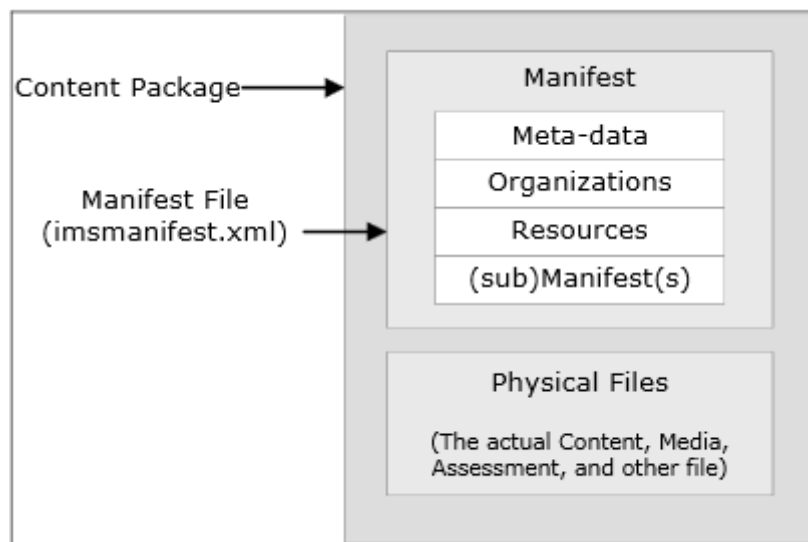 Content Package
Manifest File
(imsmanifest.xml)
Manifest
Meta-data
Organizations
Resources
(sub)Manifest(s)
Physical Files
(The actual Content, Media,
Assessment, and other file)